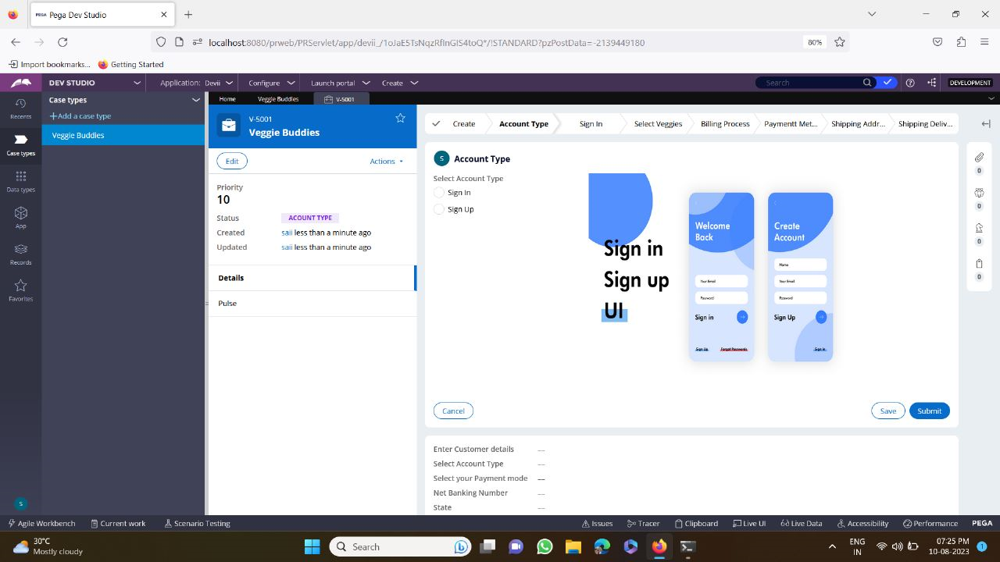 PEGA Pega Dev Studio
localhost:8080/prweb/PRServlet/app/devii_/1oJaE5TsNqzRflnGIS4toQ*/!STANDARD?pzPostData=-2139449180 80%
Import bookmarks... Getting Started
DEV STUDIO Application: Devii Configure Launch portal Create Search DEVELOPMENT
Recents
Case types
Data types
App
Records
Favorites
S
Case types
+Add a case type
Veggie Buddies
Home Veggie Buddies V-5001
V-5001
Veggie Buddies
Edit Actions
Priority
10
Status ACOUNT TYPE
Created saii less than a minute ago
Updated saii less than a minute ago
Details
Pulse
Create Account Type Sign In Select Veggies Billing Process Paymentt Met... Shipping Addr... Shipping Deliv...
S Account Type
Select Account Type
Sign In
Sign Up
Sign in
Sign up
UI
Welcome
Back
Your Email
Password
Sign in
Sign Up Forgot Passwords
Create
Account
Name
Your Email
Password
Sign Up
Sign In
Cancel Save Submit
0
0
0
0
Enter Customer details --
Select Account Type --
Select your Payment mode --
Net Banking Number --
State --
Agile Workbench Current work Scenario Testing Issues Tracer Clipboard Live UI Live Data Accessibility Performance PEGA
30°C
Mostly cloudy
Search
ENG
IN
07:25 PM
10-08-2023
1